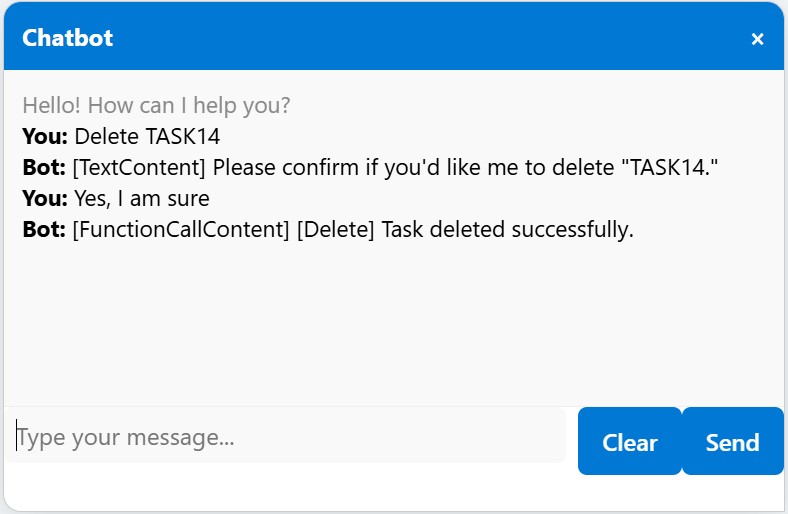 Chatbot ×
Hello! How can I help you?
You: Delete TASK14
Bot: [TextContent] Please confirm if you'd like me to delete "TASK14."
You: Yes, I am sure
Bot: [FunctionCallContent] [Delete] Task deleted successfully.
Type your message... Clear Send